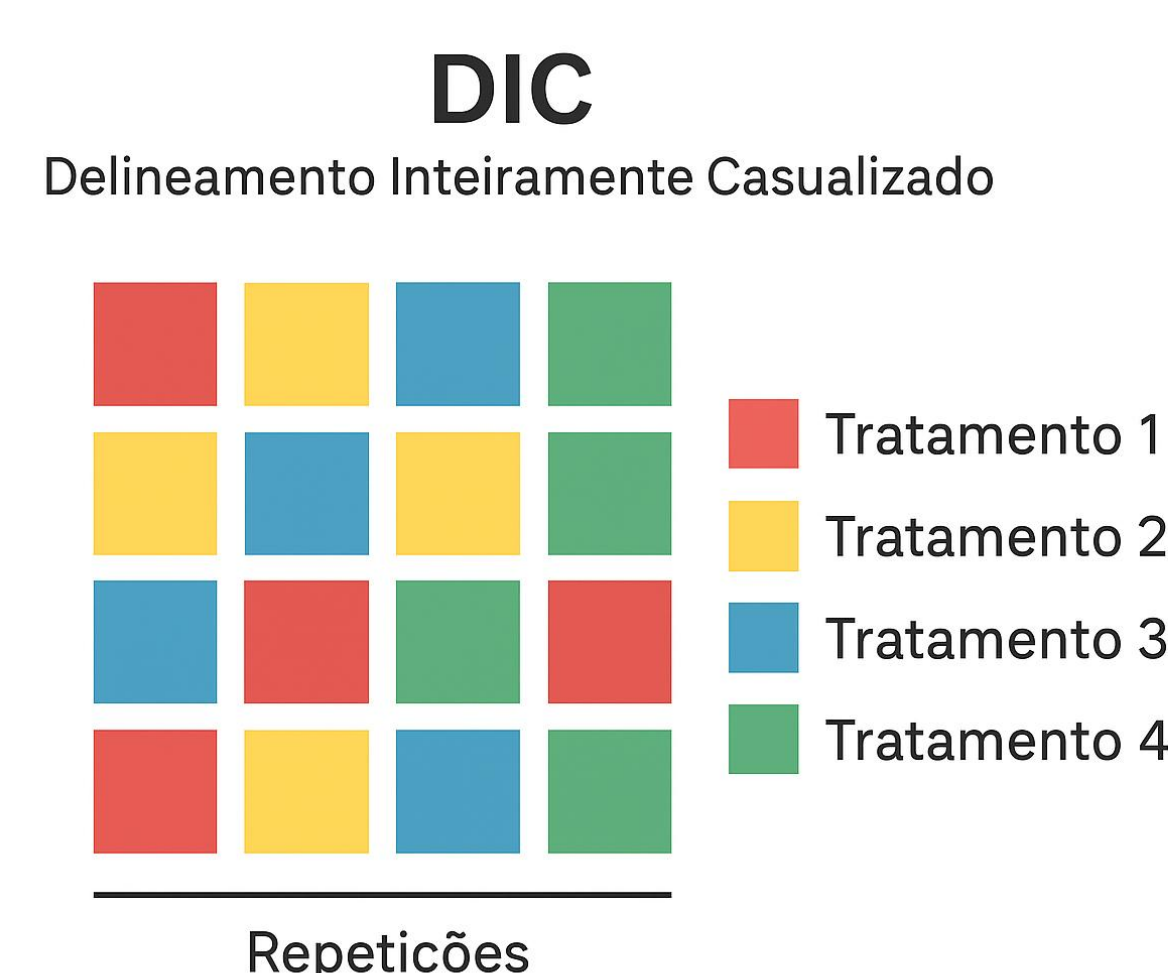 DIC
Delineamento Inteiramente Casualizado
Tratamento 1
Tratamento 2
Tratamento 3
Tratamento 4
Repetições